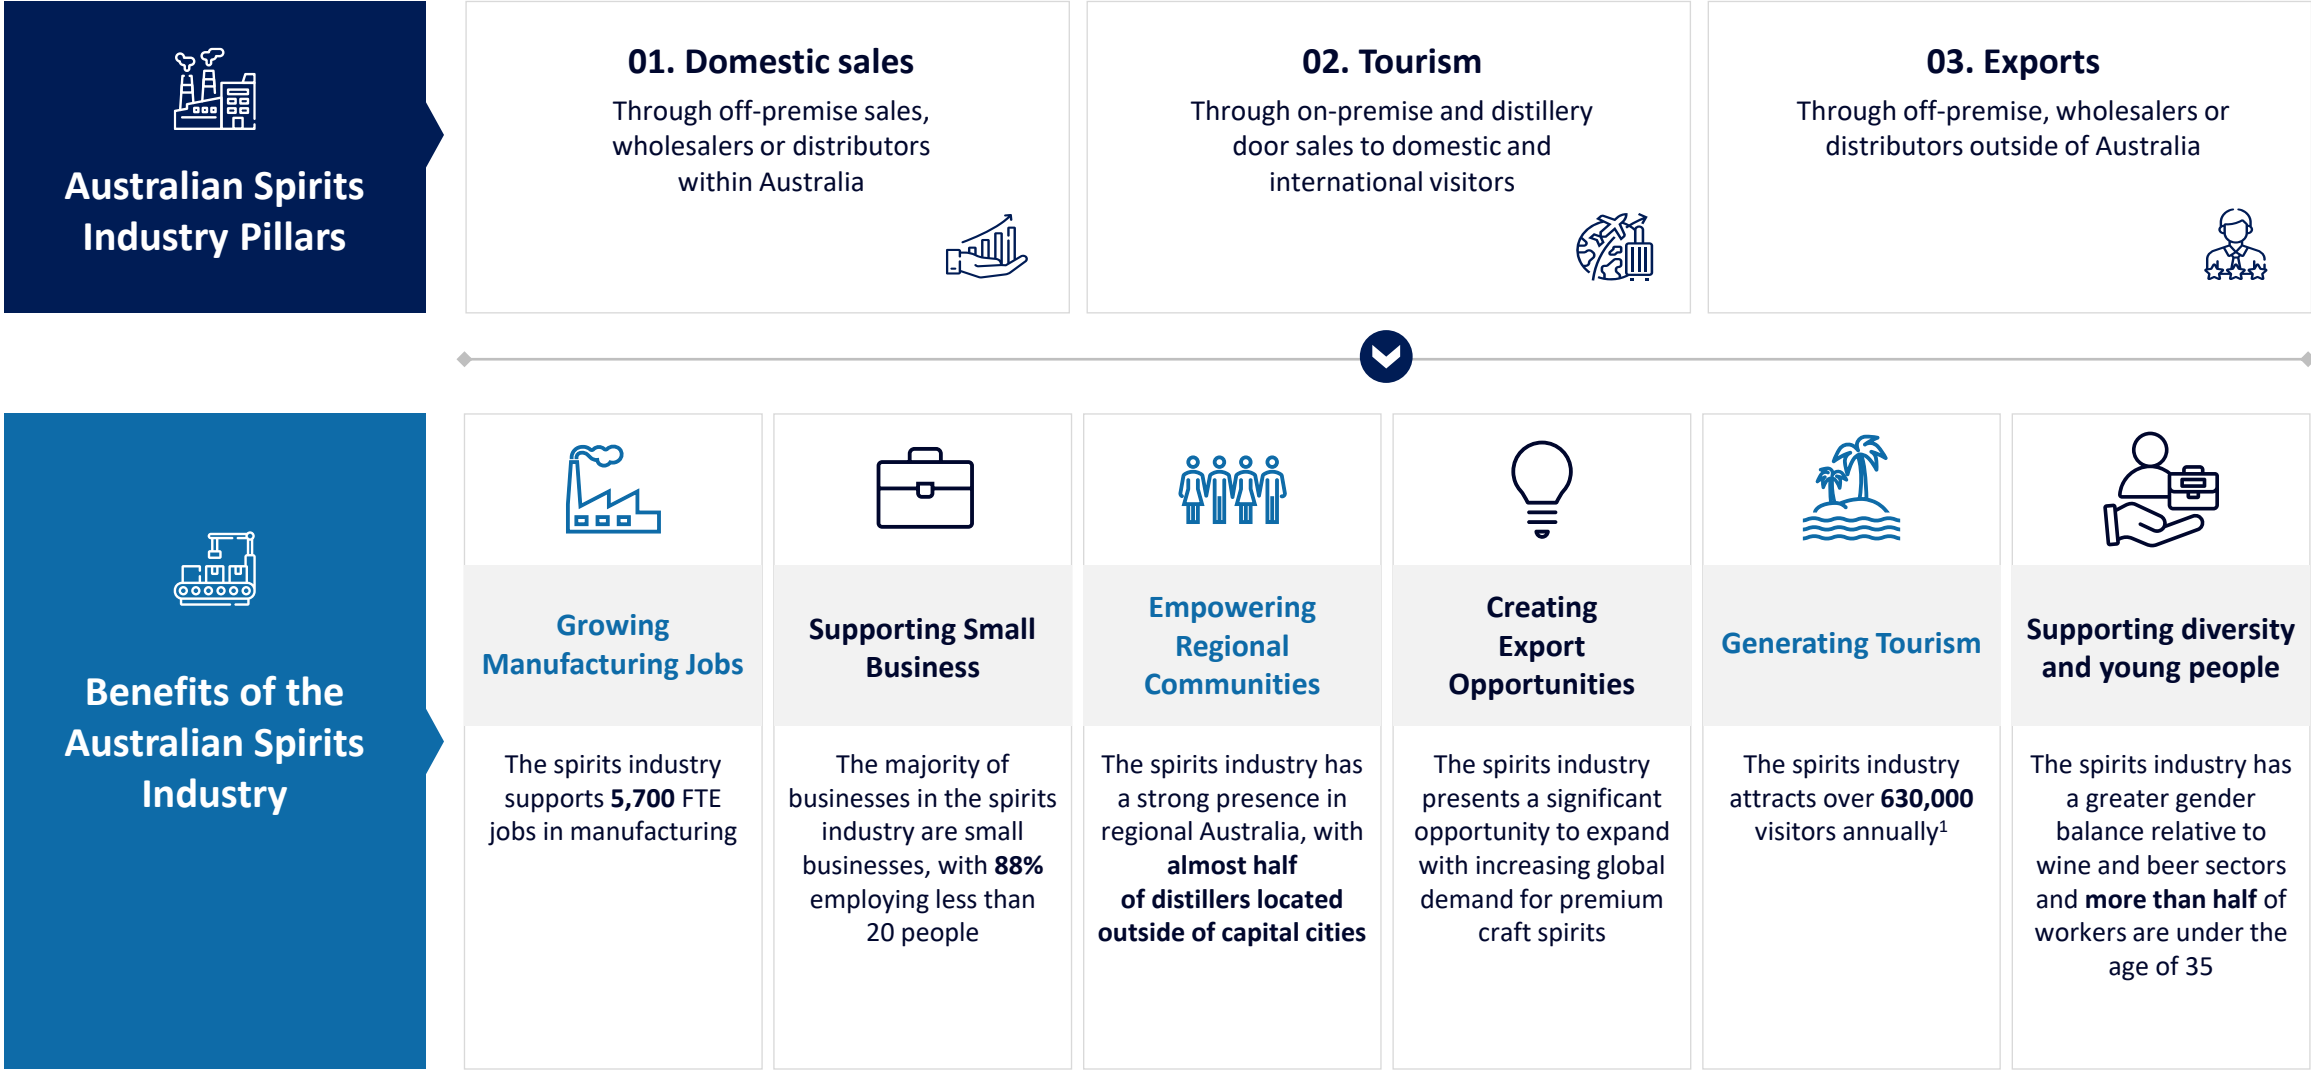 Australian Spirits
Industry Pillars
01. Domestic sales
Through off-premise sales,
wholesalers or distributors
within Australia
02. Tourism
Through on-premise and distillery
door sales to domestic and
international visitors
03. Exports
Through off-premise, wholesalers or
distributors outside of Australia
Benefits of the
Australian Spirits
Industry
Growing
Manufacturing Jobs
The spirits industry
supports 5,700 FTE
jobs in manufacturing
Supporting Small
Business
The majority of
businesses in the spirits
industry are small
businesses, with 88%
employing less than
20 people
Empowering
Regional
Communities
The spirits industry has
a strong presence in
regional Australia, with
almost half
of distillers located
outside of capital cities
Creating
Export
Opportunities
The spirits industry
presents a significant
opportunity to expand
with increasing global
demand for premium
craft spirits
Generating Tourism
The spirits industry
attracts over 630,000
visitors annually¹
Supporting diversity
and young people
The spirits industry has
a greater gender
balance relative to
wine and beer sectors
and more than half of
workers are under the
age of 35